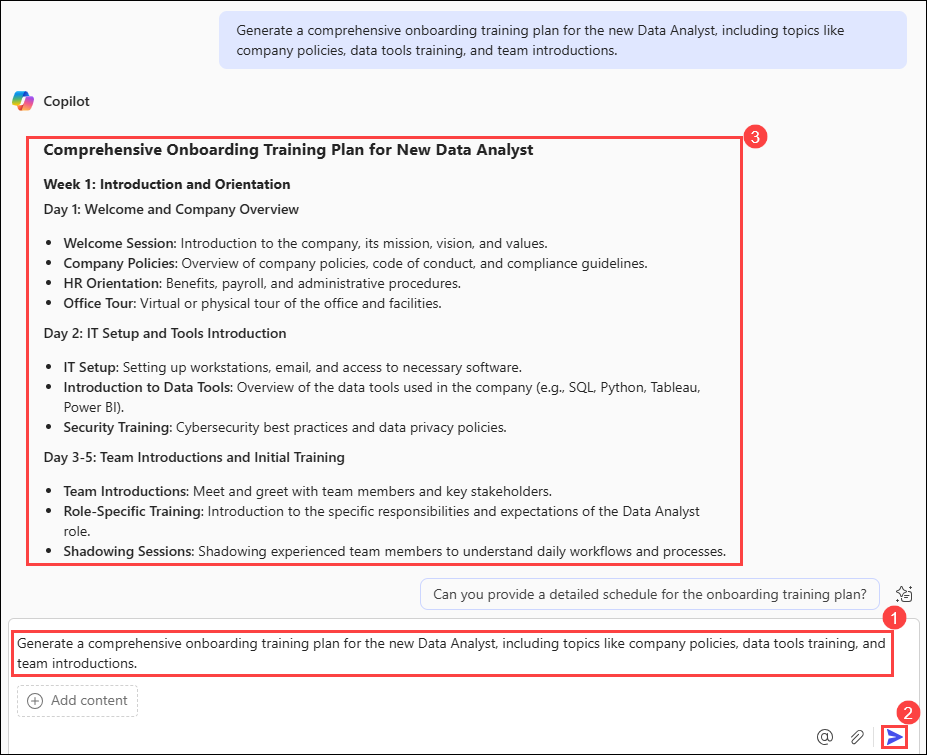 Generate a comprehensive onboarding training plan for the new Data Analyst, including topics like
company policies, data tools training, and team introductions.
Copilot
3
Comprehensive Onboarding Training Plan for New Data Analyst
Week 1: Introduction and Orientation
Day 1: Welcome and Company Overview
• Welcome Session: Introduction to the company, its mission, vision, and values.
• Company Policies: Overview of company policies, code of conduct, and compliance guidelines.
• HR Orientation: Benefits, payroll, and administrative procedures.
• Office Tour: Virtual or physical tour of the office and facilities.
Day 2: IT Setup and Tools Introduction
• IT Setup: Setting up workstations, email, and access to necessary software.
• Introduction to Data Tools: Overview of the data tools used in the company (e.g., SQL, Python, Tableau,
Power BI).
• Security Training: Cybersecurity best practices and data privacy policies.
Day 3-5: Team Introductions and Initial Training
• Team Introductions: Meet and greet with team members and key stakeholders.
• Role-Specific Training: Introduction to the specific responsibilities and expectations of the Data Analyst
role.
• Shadowing Sessions: Shadowing experienced team members to understand daily workflows and processes.
Can you provide a detailed schedule for the onboarding training plan?
1
Generate a comprehensive onboarding training plan for the new Data Analyst, including topics like company policies, data tools training, and
team introductions.
Add content
2